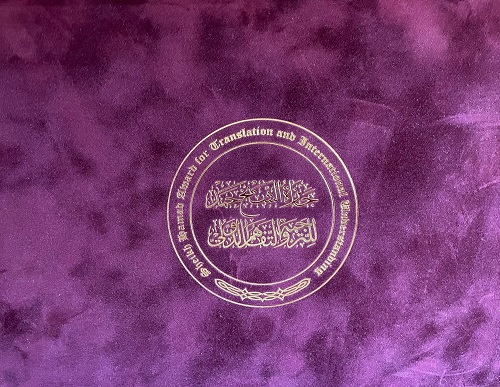 Sheikh Hamad Award for Translation and International Understanding
جائزة الشيخ حمد
للترجمة والتفاهم الدولي